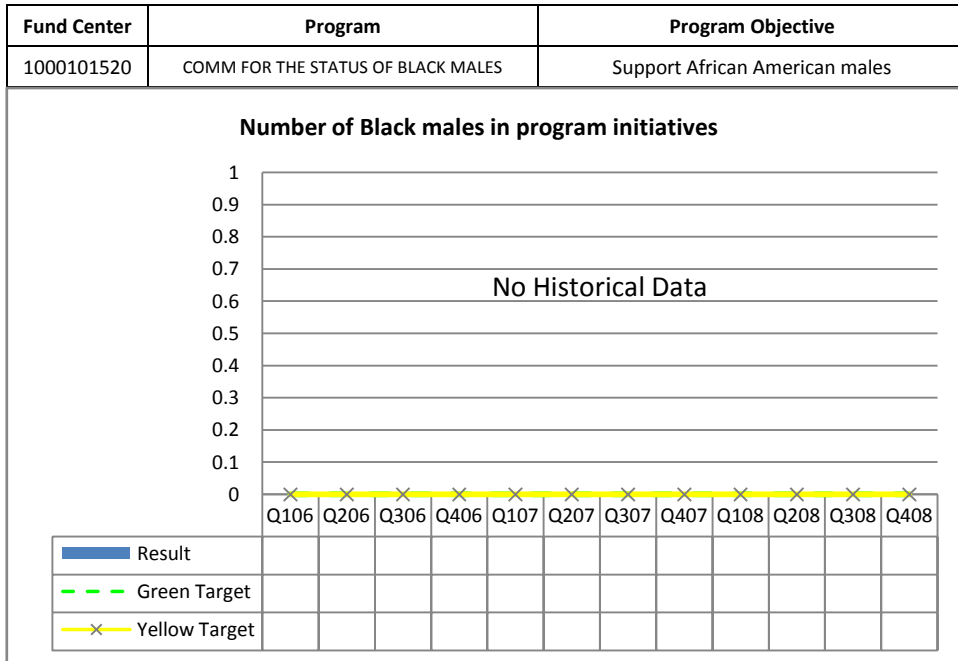 Fund Center Program Program Objective
1000101520 COMM FOR THE STATUS OF BLACK MALES Support African American males
Number of Black males in program initiatives
1
0.9
0.8
0.7
No Historical Data
0.6
0.5
0.4
0.3
0.2
0.1
0
Q106 Q206 Q306 Q406 Q107 Q207 Q307 Q407 Q108 Q208 Q308 Q408
Result
Green Target
Yellow Target